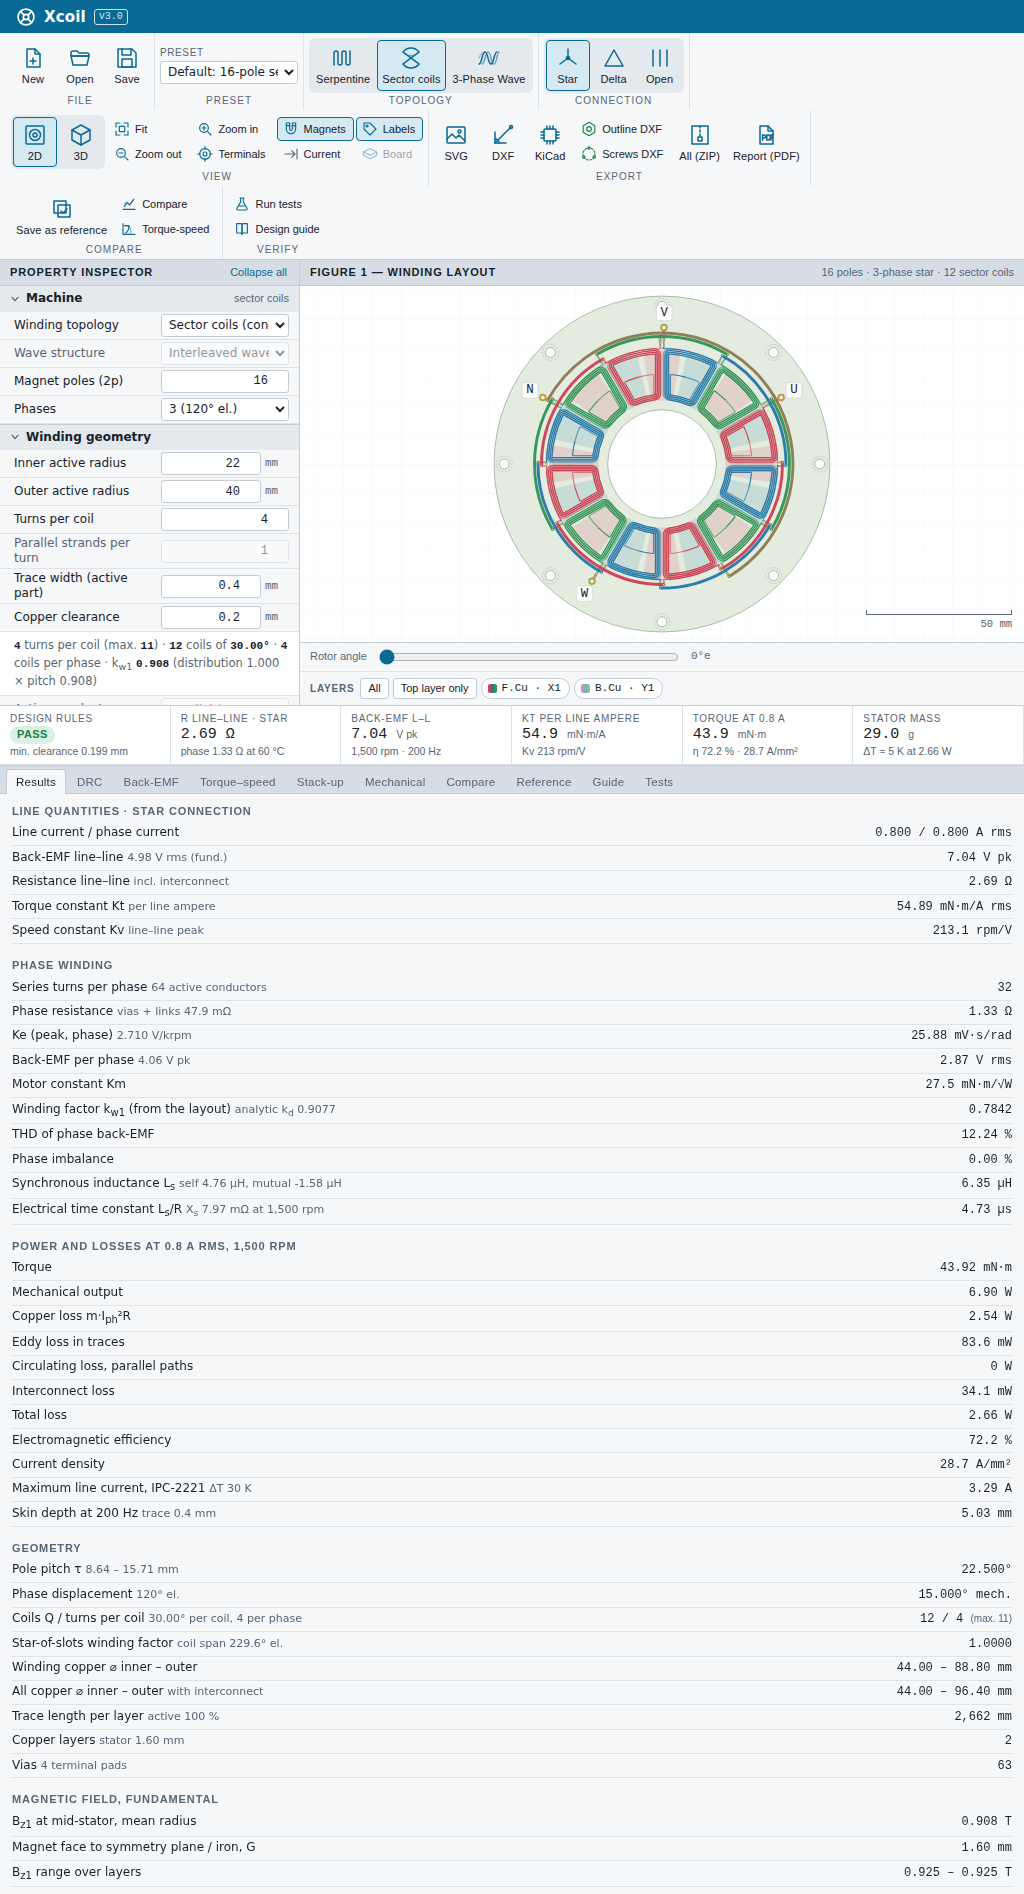 Xcoil v3.0
New Open Save
FILE
PRESET
Default: 16-pole se
PRESET
Serpentine Sector coils 3-Phase Wave
TOPOLOGY
Star Delta Open
CONNECTION
2D 3D
Fit Zoom in Magnets Labels
Zoom out Terminals Current Board
VIEW
SVG DXF KiCad
Outline DXF
Screws DXF
All (ZIP) Report (PDF)
EXPORT
Save as reference
Compare
Torque-speed
COMPARE
Run tests
Design guide
VERIFY
PROPERTY INSPECTOR Collapse all
Machine sector coils
Winding topology Sector coils (con
Wave structure Interleaved wave
Magnet poles (2p) 16
Phases 3 (120° el.)
Winding geometry
Inner active radius 22 mm
Outer active radius 40 mm
Turns per coil 4
Parallel strands per turn 1
Trace width (active part) 0.4 mm
Copper clearance 0.2 mm
4 turns per coil (max. 11) · 12 coils of 30.00° · 4
coils per phase · kw1 0.908 (distribution 1.000
× pitch 0.908)
FIGURE 1 — WINDING LAYOUT 16 poles · 3-phase star · 12 sector coils
V
N
U
W
50 mm
Rotor angle 0°e
LAYERS All Top layer only F.Cu · X1 B.Cu · Y1
DESIGN RULES
PASS
min. clearance 0.199 mm
R LINE–LINE · STAR
2.69 Ω
phase 1.33 Ω at 60 °C
BACK-EMF L–L
7.04 V pk
1,500 rpm · 200 Hz
KT PER LINE AMPERE
54.9 mN·m/A
Kv 213 rpm/V
TORQUE AT 0.8 A
43.9 mN·m
η 72.2 % · 28.7 A/mm²
STATOR MASS
29.0 g
ΔT ≈ 5 K at 2.66 W
Results DRC Back-EMF Torque–speed Stack-up Mechanical Compare Reference Guide Tests
LINE QUANTITIES · STAR CONNECTION
Line current / phase current 0.800 / 0.800 A rms
Back-EMF line–line 4.98 V rms (fund.) 7.04 V pk
Resistance line–line incl. interconnect 2.69 Ω
Torque constant Kt per line ampere 54.89 mN·m/A rms
Speed constant Kv line–line peak 213.1 rpm/V
PHASE WINDING
Series turns per phase 64 active conductors 32
Phase resistance vias + links 47.9 mΩ 1.33 Ω
Ke (peak, phase) 2.710 V/krpm 25.88 mV·s/rad
Back-EMF per phase 4.06 V pk 2.87 V rms
Motor constant Km 27.5 mN·m/√W
Winding factor kw1 (from the layout) analytic kd 0.9077 0.7842
THD of phase back-EMF 12.24 %
Phase imbalance 0.00 %
Synchronous inductance Ls self 4.76 µH, mutual -1.58 µH 6.35 µH
Electrical time constant Ls/R Xs 7.97 mΩ at 1,500 rpm 4.73 µs
POWER AND LOSSES AT 0.8 A RMS, 1,500 RPM
Torque 43.92 mN·m
Mechanical output 6.90 W
Copper loss m·Iph²R 2.54 W
Eddy loss in traces 83.6 mW
Circulating loss, parallel paths 0 W
Interconnect loss 34.1 mW
Total loss 2.66 W
Electromagnetic efficiency 72.2 %
Current density 28.7 A/mm²
Maximum line current, IPC-2221 ΔT 30 K 3.29 A
Skin depth at 200 Hz trace 0.4 mm 5.03 mm
GEOMETRY
Pole pitch τ 8.64 – 15.71 mm 22.500°
Phase displacement 120° el. 15.000° mech.
Coils Q / turns per coil 30.00° per coil, 4 per phase 12 / 4 (max. 11)
Star-of-slots winding factor coil span 229.6° el. 1.0000
Winding copper ⌀ inner – outer 44.00 – 88.80 mm
All copper ⌀ inner – outer with interconnect 44.00 – 96.40 mm
Trace length per layer active 100 % 2,662 mm
Copper layers stator 1.60 mm 2
Vias 4 terminal pads 63
MAGNETIC FIELD, FUNDAMENTAL
Bz1 at mid-stator, mean radius 0.908 T
Magnet face to symmetry plane / iron, G 1.60 mm
Bz1 range over layers 0.925 – 0.925 T